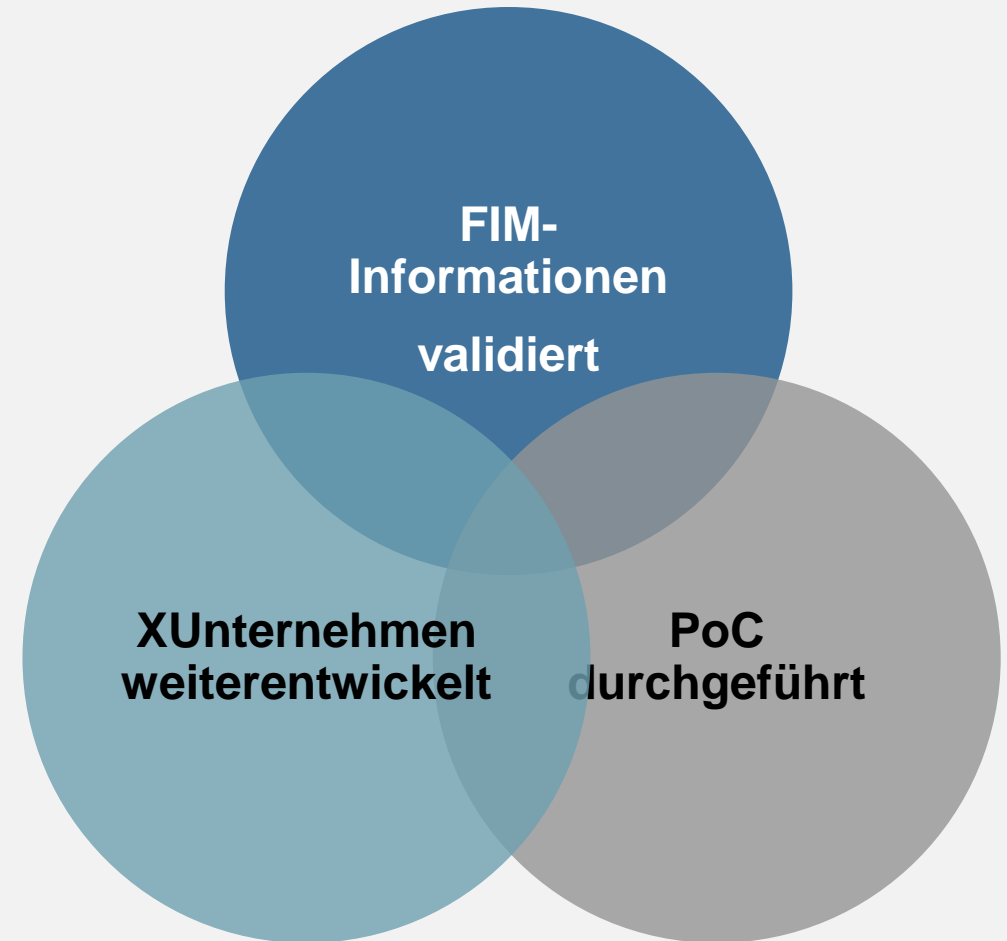 FIM-
Informationen
validiert
XUnternehmen
weiterentwickelt
PoC
durchgeführt